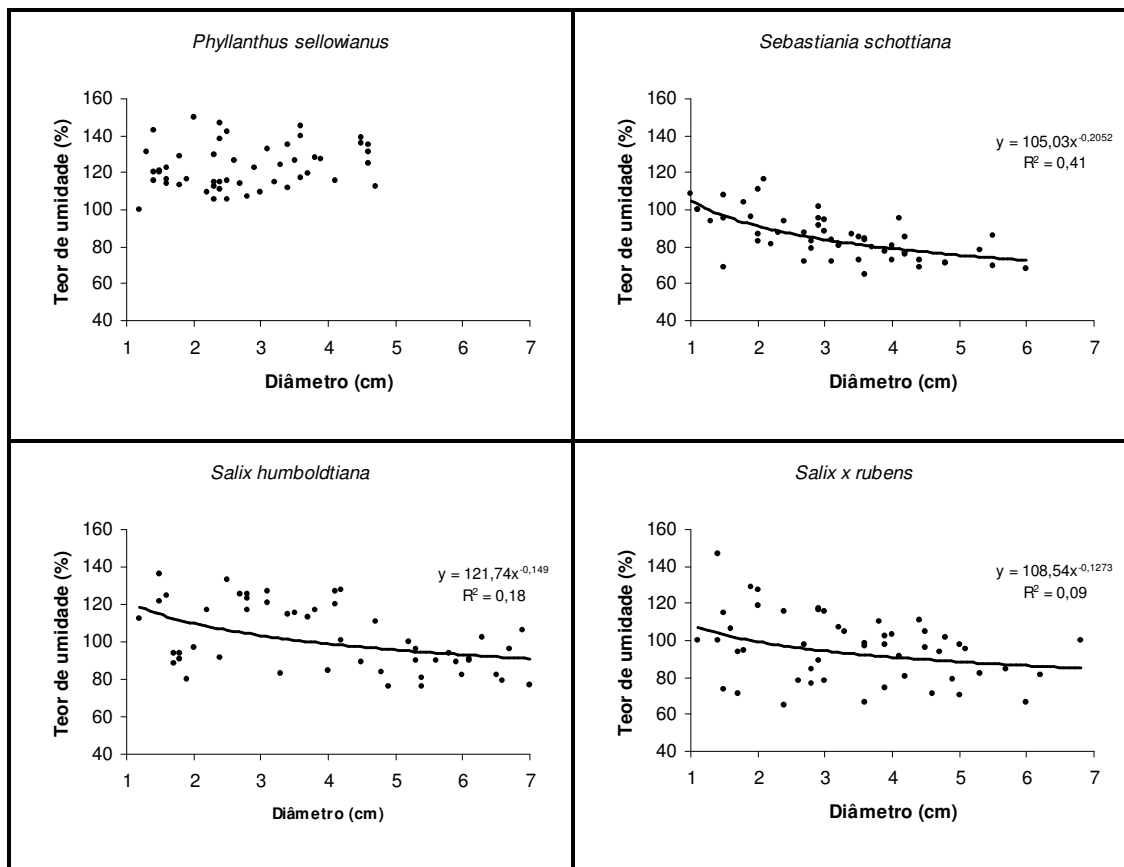 Phyllanthus sellowianus
Teor de umidade (%)
160
140
120
100
80
60
40
1 2 3 4 5 6 7
Diâmetro (cm)
Sebastiania schottiana
Teor de umidade (%)
160
140
120
100
80
60
40
y = 105,03x^-0,2052
R² = 0,41
1 2 3 4 5 6 7
Diâmetro (cm)
Salix humboldtiana
Teor de umidade (%)
160
140
120
100
80
60
40
y = 121,74x^-0,149
R² = 0,18
1 2 3 4 5 6 7
Diâmetro (cm)
Salix x rubens
Teor de umidade (%)
160
140
120
100
80
60
40
y = 108,54x^-0,1273
R² = 0,09
1 2 3 4 5 6 7
Diâmetro (cm)